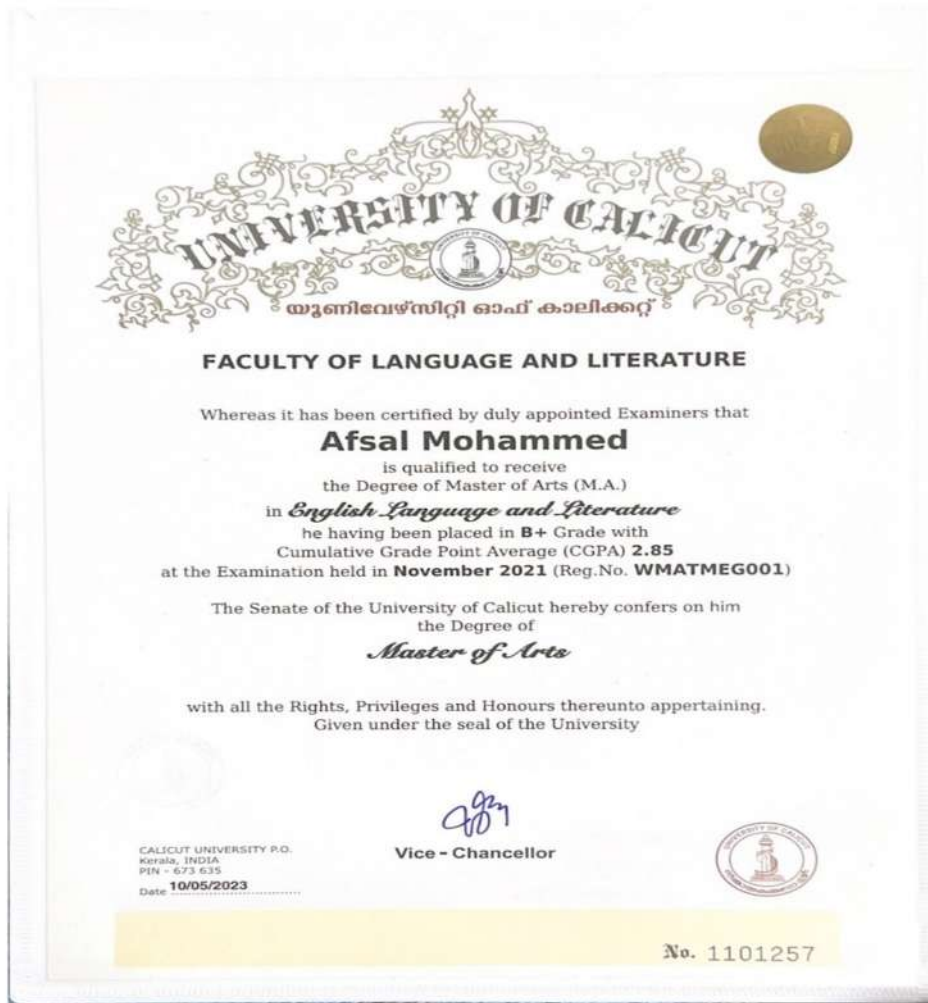 UNIVERSITY OF CALICUT
യൂണിവേഴ്സിറ്റി ഓഫ് കാലിക്കറ്റ്
FACULTY OF LANGUAGE AND LITERATURE
Whereas it has been certified by duly appointed Examiners that
Afsal Mohammed
is qualified to receive
the Degree of Master of Arts (M.A.)
in English Language and Literature
he having been placed in B+ Grade with
Cumulative Grade Point Average (CGPA) 2.85
at the Examination held in November 2021 (Reg.No. WMATMEG001)
The Senate of the University of Calicut hereby confers on him
the Degree of
Master of Arts
with all the Rights, Privileges and Honours thereunto appertaining.
Given under the seal of the University
Vice - Chancellor
CALICUT UNIVERSITY P.O.
Kerala, INDIA
PIN - 673 635
Date 10/05/2023
UNIVERSITY OF CALICUT
No. 1101257